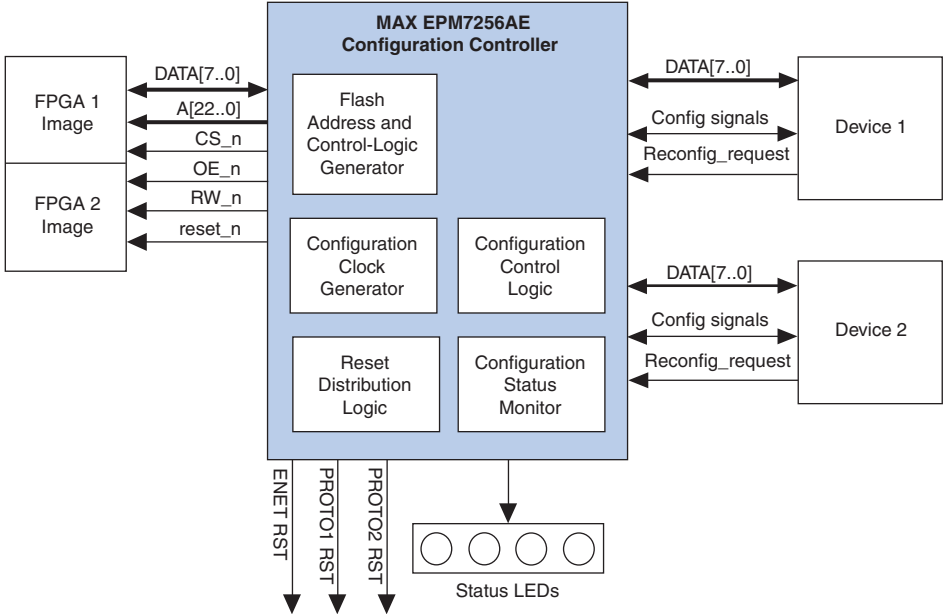 MAX EPM7256AE
Configuration Controller
FPGA 1
Image
FPGA 2
Image
DATA[7..0]
A[22..0]
CS_n
OE_n
RW_n
reset_n
Flash
Address and
Control-Logic
Generator
Configuration
Clock
Generator
Configuration
Control
Logic
Reset
Distribution
Logic
Configuration
Status
Monitor
DATA[7..0]
Config signals
Reconfig_request
Device 1
DATA[7..0]
Config signals
Reconfig_request
Device 2
ENET RST
PROTO1 RST
PROTO2 RST
Status LEDs